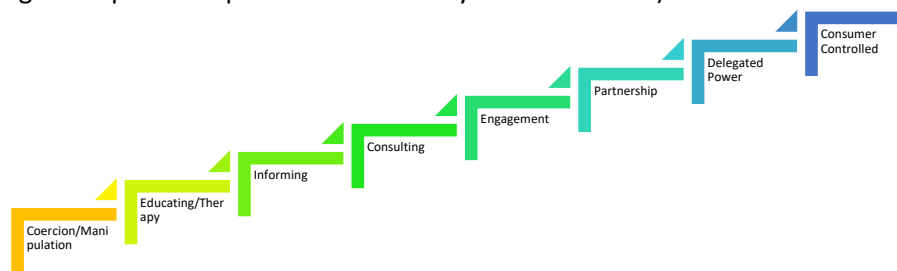 Consumer
Controlled
Delegated
Power
Partnership
Engagement
Consulting
Informing
Educating/Ther
apy
Coercion/Mani
pulation